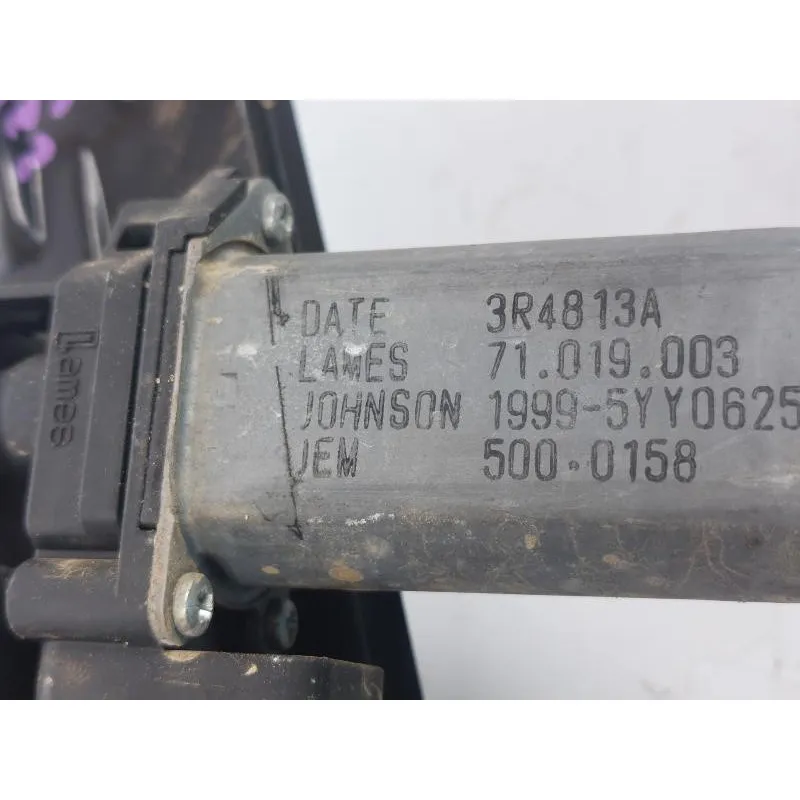 DATE 3R4813A
LAMES 71.019.003
JOHNSON 1999-5YY0625
JEM 500.0158
Lames